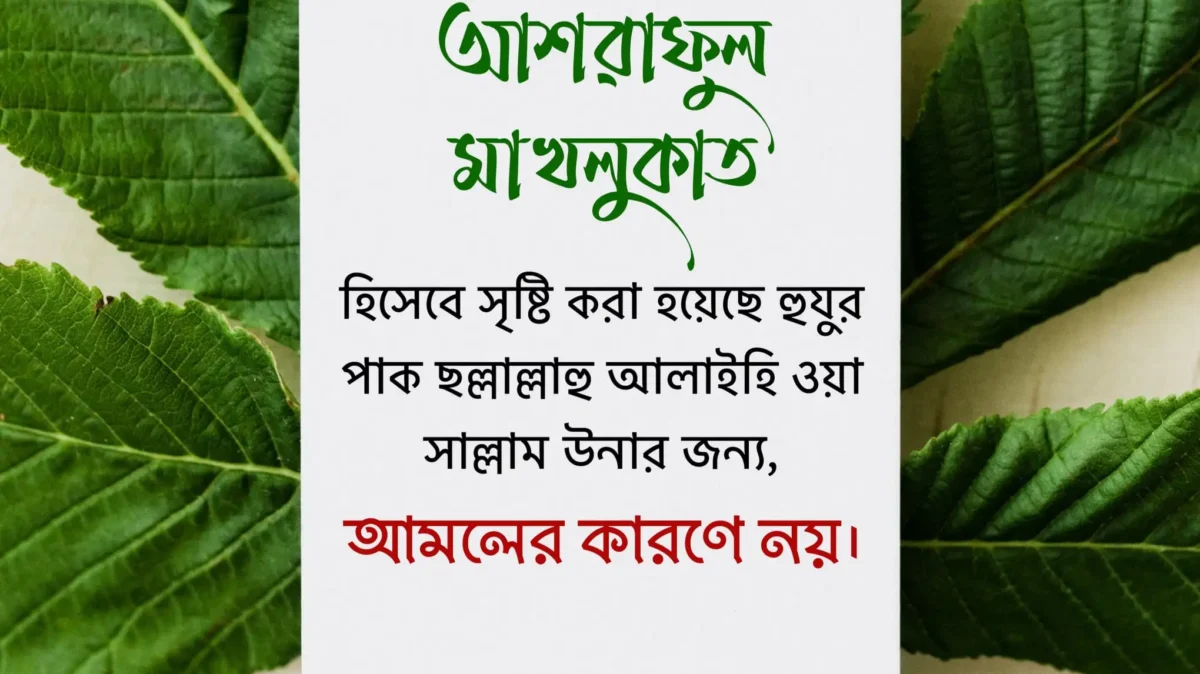 আশরাফুল
মাখলুকাত
হিসেবে সৃষ্টি করা হয়েছে হুযুর
পাক ছল্লাল্লাহু আলাইহি ওয়া
সাল্লাম উনার জন্য,
আমলের কারণে নয়।